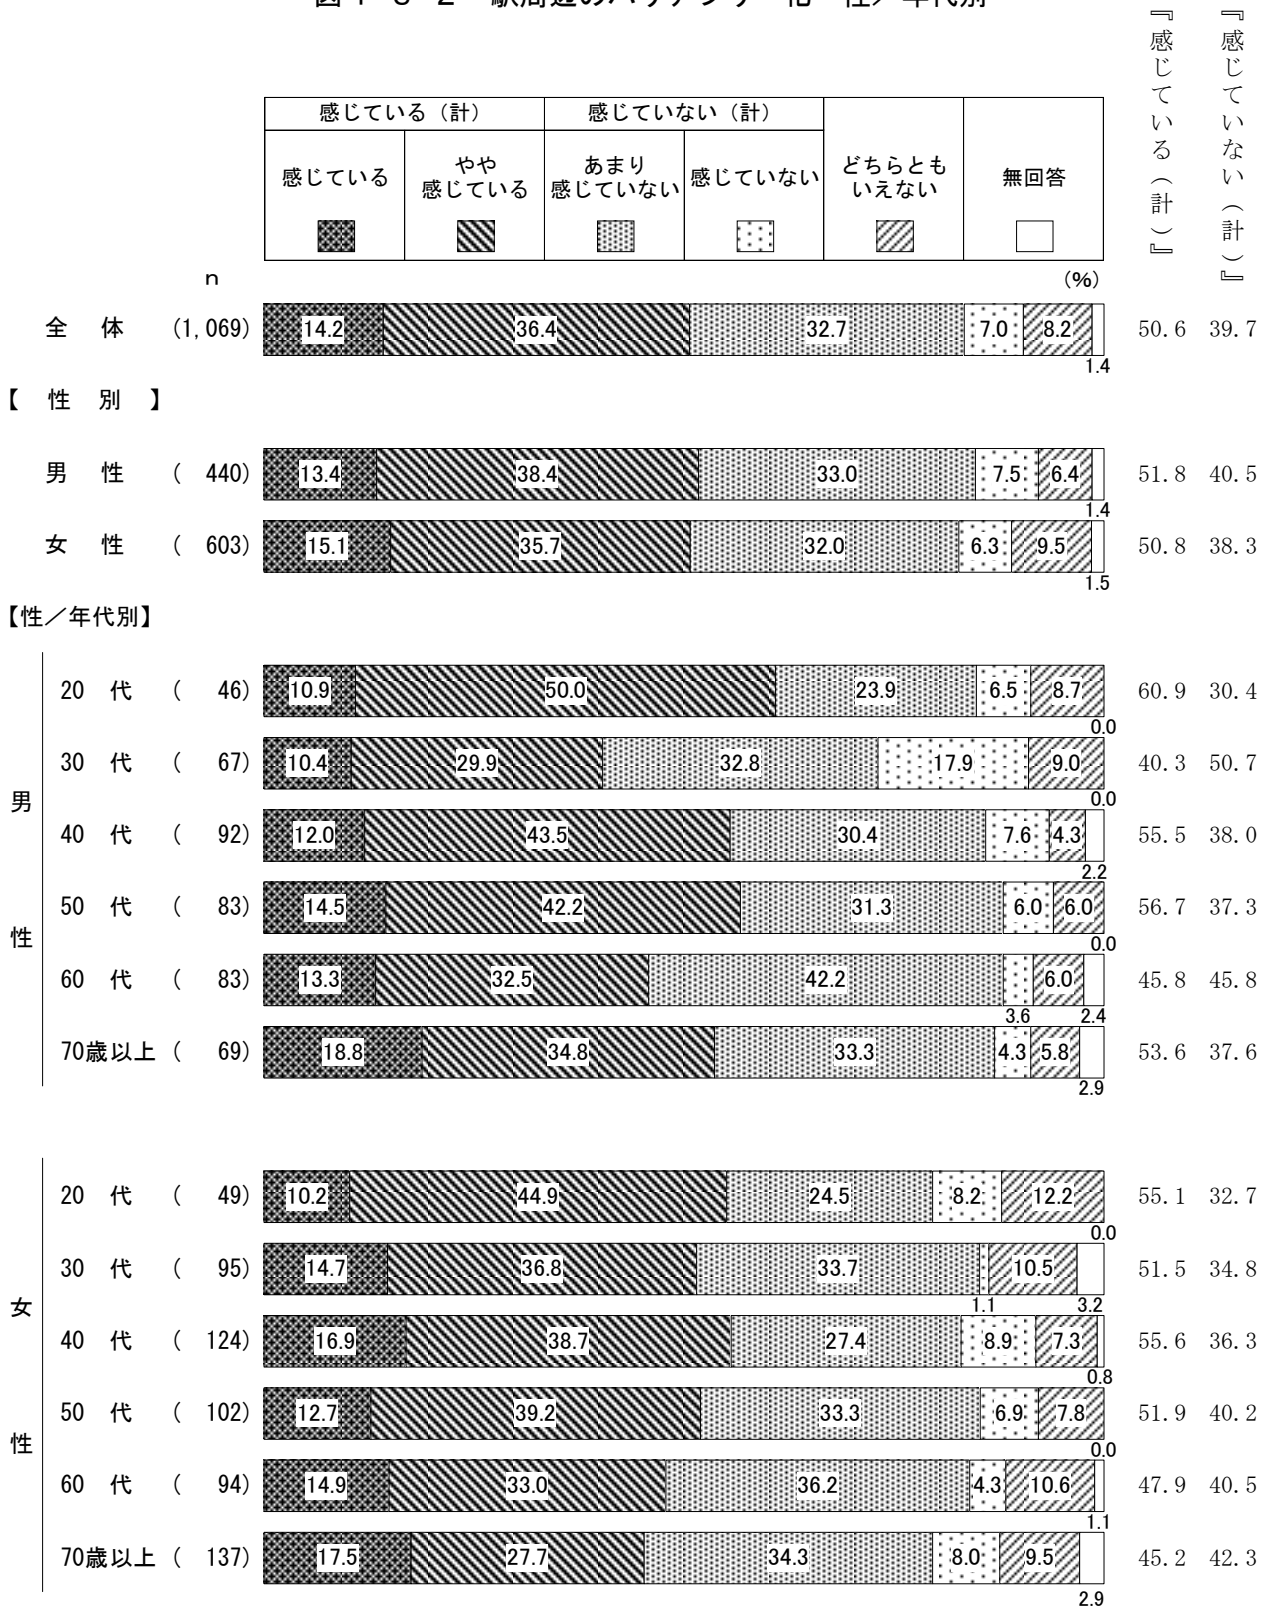 『感じている（計）』
『感じていない（計）』
感じている（計）
感じていない（計）
感じている
やや
感じている
あまり
感じていない
感じていない
どちらとも
いえない
無回答
n
(%)
全 体 (1,069) 14.2 36.4 32.7 7.0 8.2 1.4 50.6 39.7
【 性 別 】
男 性 ( 440) 13.4 38.4 33.0 7.5 6.4 1.4 51.8 40.5
女 性 ( 603) 15.1 35.7 32.0 6.3 9.5 1.5 50.8 38.3
【性／年代別】
男性
20 代 ( 46) 10.9 50.0 23.9 6.5 8.7 0.0 60.9 30.4
30 代 ( 67) 10.4 29.9 32.8 17.9 9.0 0.0 40.3 50.7
40 代 ( 92) 12.0 43.5 30.4 7.6 4.3 2.2 55.5 38.0
50 代 ( 83) 14.5 42.2 31.3 6.0 6.0 0.0 56.7 37.3
60 代 ( 83) 13.3 32.5 42.2 3.6 6.0 2.4 45.8 45.8
70歳以上 ( 69) 18.8 34.8 33.3 4.3 5.8 2.9 53.6 37.6
女性
20 代 ( 49) 10.2 44.9 24.5 8.2 12.2 0.0 55.1 32.7
30 代 ( 95) 14.7 36.8 33.7 1.1 10.5 3.2 51.5 34.8
40 代 ( 124) 16.9 38.7 27.4 8.9 7.3 0.8 55.6 36.3
50 代 ( 102) 12.7 39.2 33.3 6.9 7.8 0.0 51.9 40.2
60 代 ( 94) 14.9 33.0 36.2 4.3 10.6 1.1 47.9 40.5
70歳以上 ( 137) 17.5 27.7 34.3 8.0 9.5 2.9 45.2 42.3